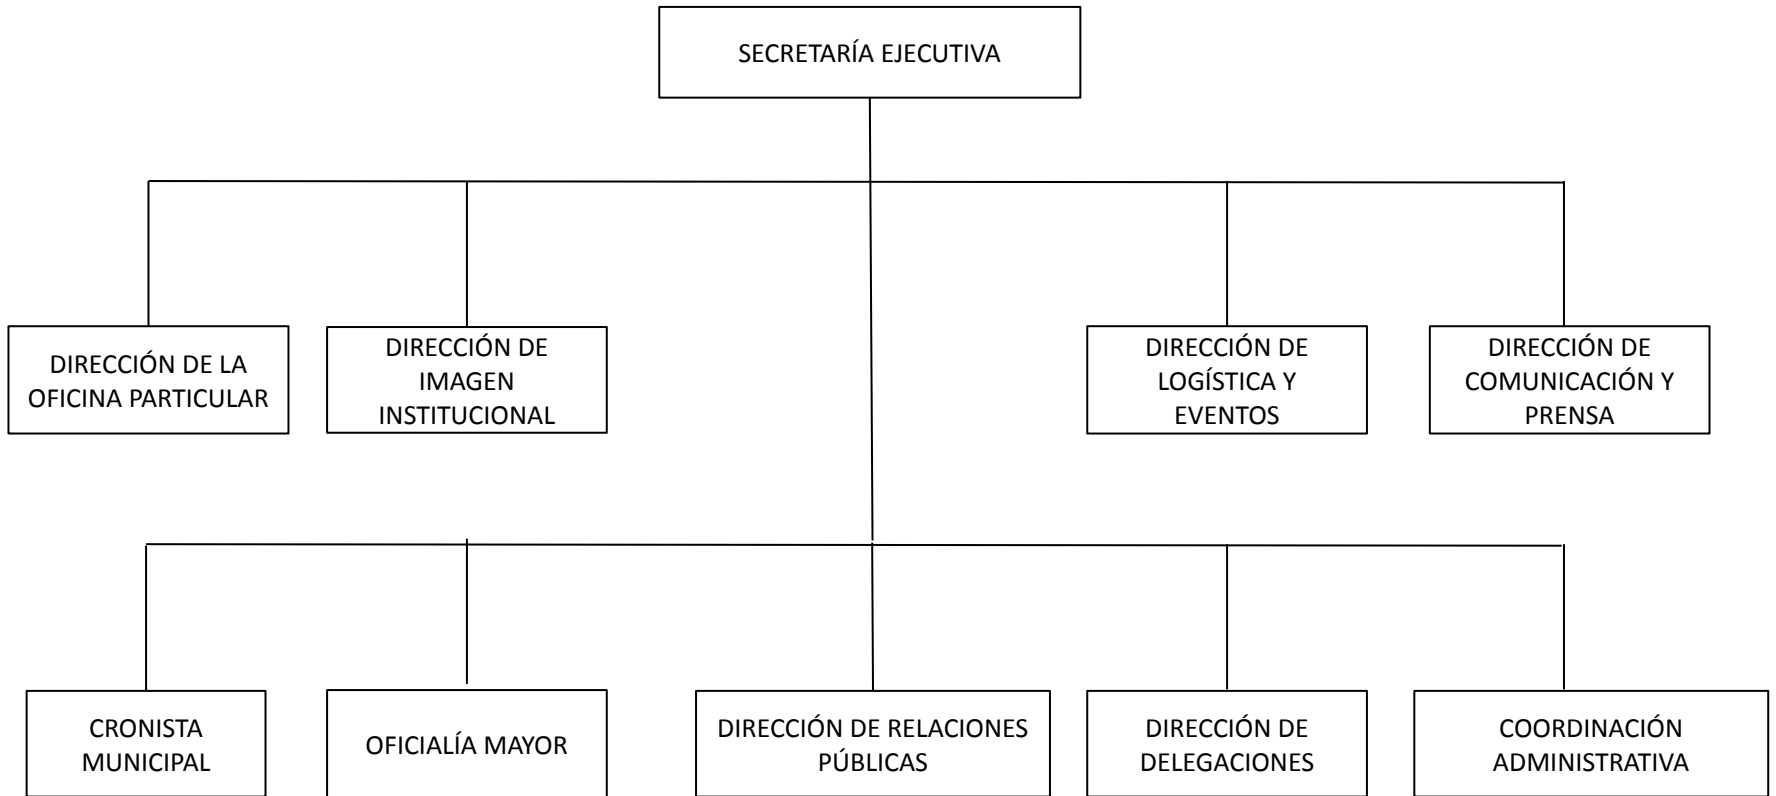 SECRETARÍA EJECUTIVA
DIRECCIÓN DE LA
OFICINA PARTICULAR
DIRECCIÓN DE
IMAGEN
INSTITUCIONAL
DIRECCIÓN DE
LOGÍSTICA Y
EVENTOS
DIRECCIÓN DE
COMUNICACIÓN Y
PRENSA
CRONISTA
MUNICIPAL
OFICIALÍA MAYOR
DIRECCIÓN DE RELACIONES
PÚBLICAS
DIRECCIÓN DE
DELEGACIONES
COORDINACIÓN
ADMINISTRATIVA